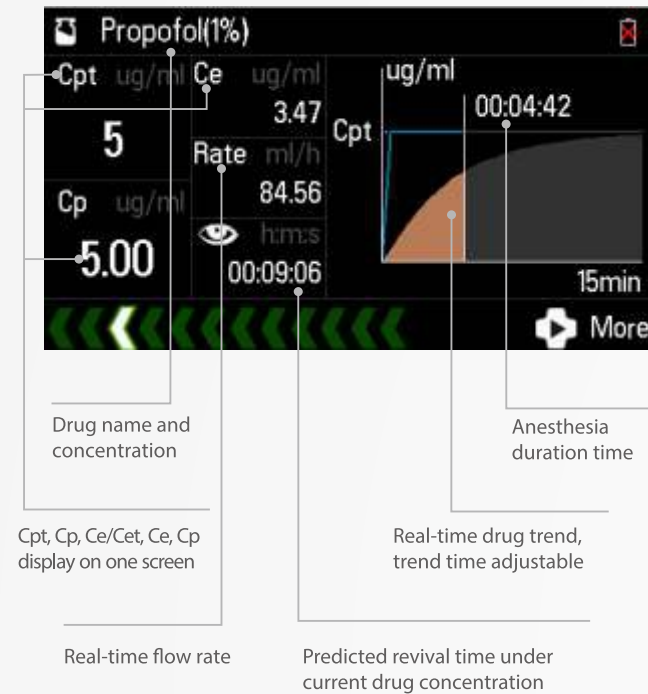 Propofol(1%)
Cpt ug/ml
5
Cp ug/ml
5.00
Ce ug/ml
3.47
Rate ml/h
84.56
h:m:s
00:09:06
ug/ml
00:04:42
Cpt
15min
More
Drug name and
concentration
Anesthesia
duration time
Cpt, Cp, Ce/Cet, Ce, Cp
display on one screen
Real-time drug trend,
trend time adjustable
Real-time flow rate
Predicted revival time under
current drug concentration